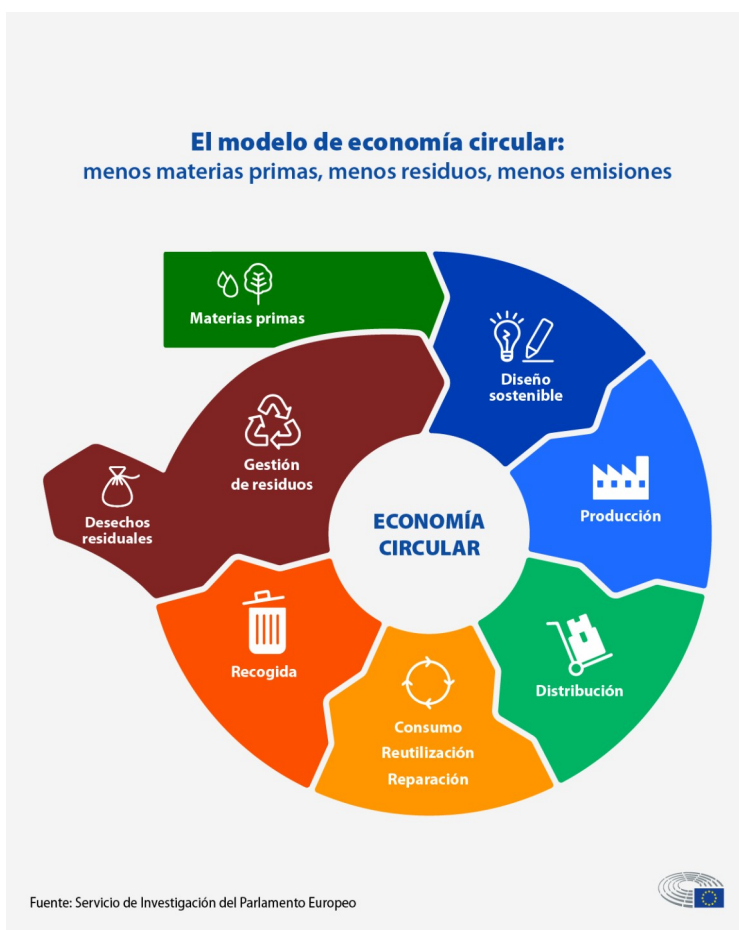 El modelo de economía circular:
menos materias primas, menos residuos, menos emisiones
Materias primas
Diseño
sostenible
Producción
Distribución
Consumo
Reutilización
Reparación
Recogida
Gestión
de residuos
Desechos
residuales
ECONOMÍA
CIRCULAR
Fuente: Servicio de Investigación del Parlamento Europeo